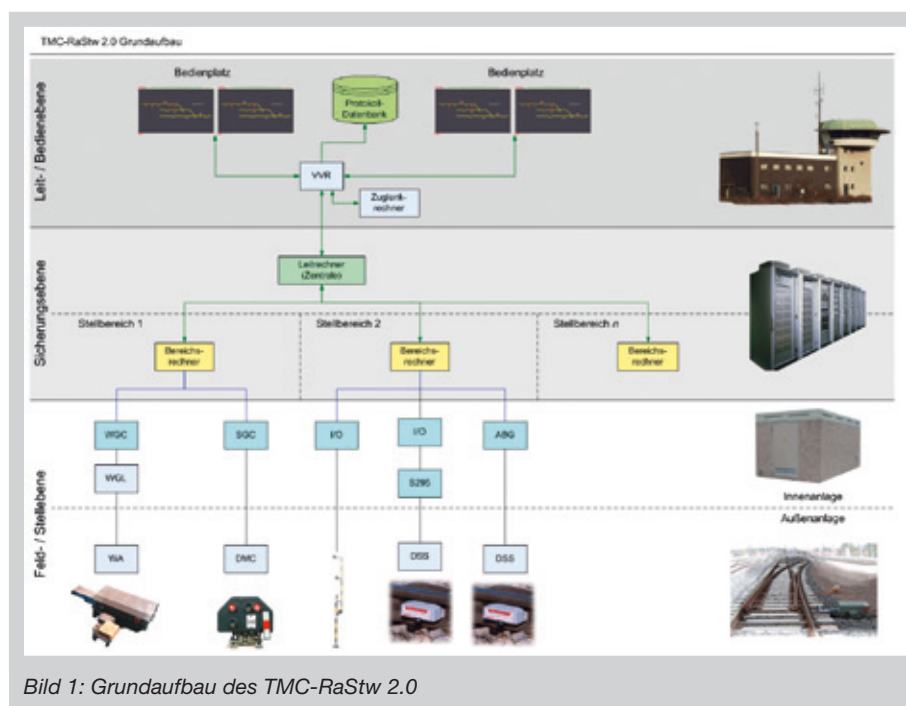 TMC-RaStw 2.0 Grundaufbau
Leit- / Bedienebene
Bedienplatz
Protokoll-
Datenbank
Bedienplatz
VVR
Zuglenk-
rechner
Sicherungsebene
Leitrechner
(Zentrale)
Stellbereich 1
Stellbereich 2
Stellbereich n
Bereichs-
rechner
Bereichs-
rechner
Bereichs-
rechner
Feld- / Stellebene
WGC
SGC
I/O
I/O
ABG
WGL
S295
Innenanlage
Außenanlage
WA
DMC
DSS
DSS
Bild 1: Grundaufbau des TMC-RaStw 2.0